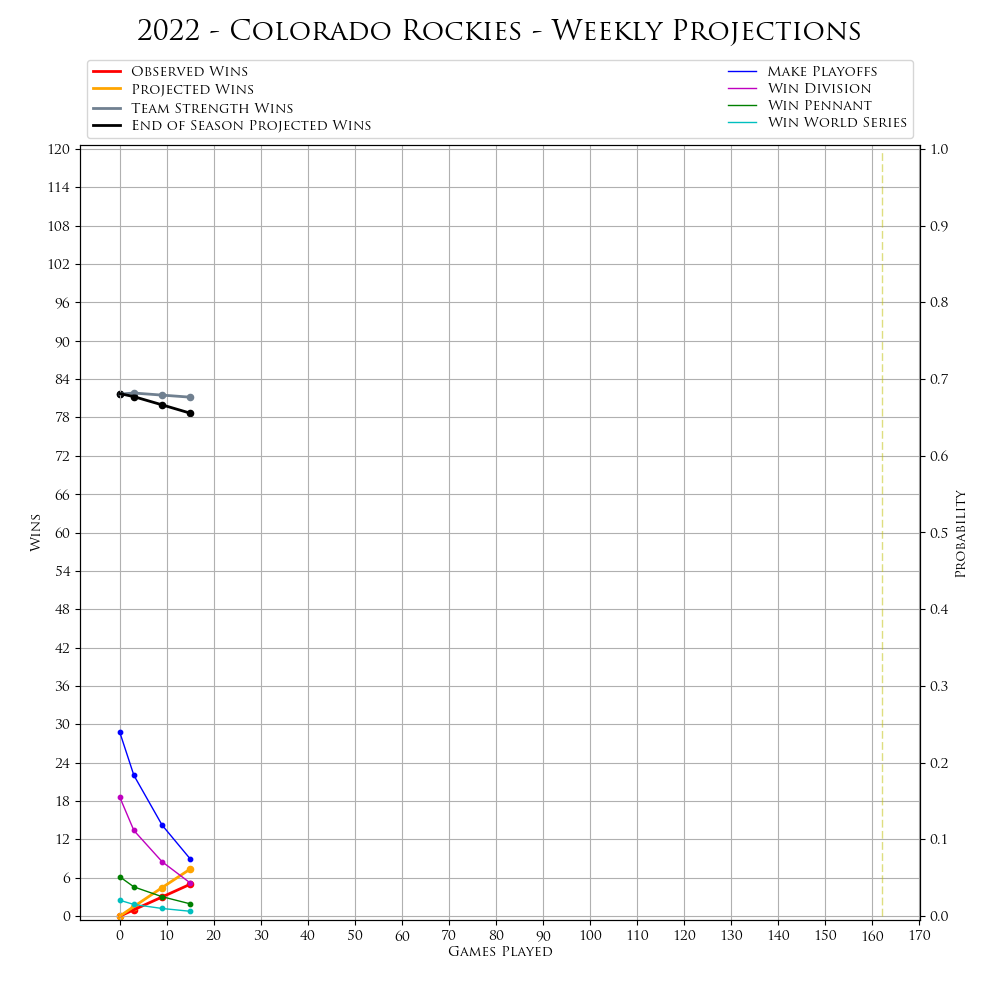 2022 - Colorado Rockies - Weekly Projections
Observed Wins
Projected Wins
Team Strength Wins
End of Season Projected Wins
Make Playoffs
Win Division
Win Pennant
Win World Series
120
114
108
102
96
90
84
78
72
66
60
54
48
42
36
30
24
18
12
6
0
Wins
1.0
0.9
0.8
0.7
0.6
0.5
0.4
0.3
0.2
0.1
0.0
Probability
0 10 20 30 40 50 60 70 80 90 100 110 120 130 140 150 160 170
Games Played